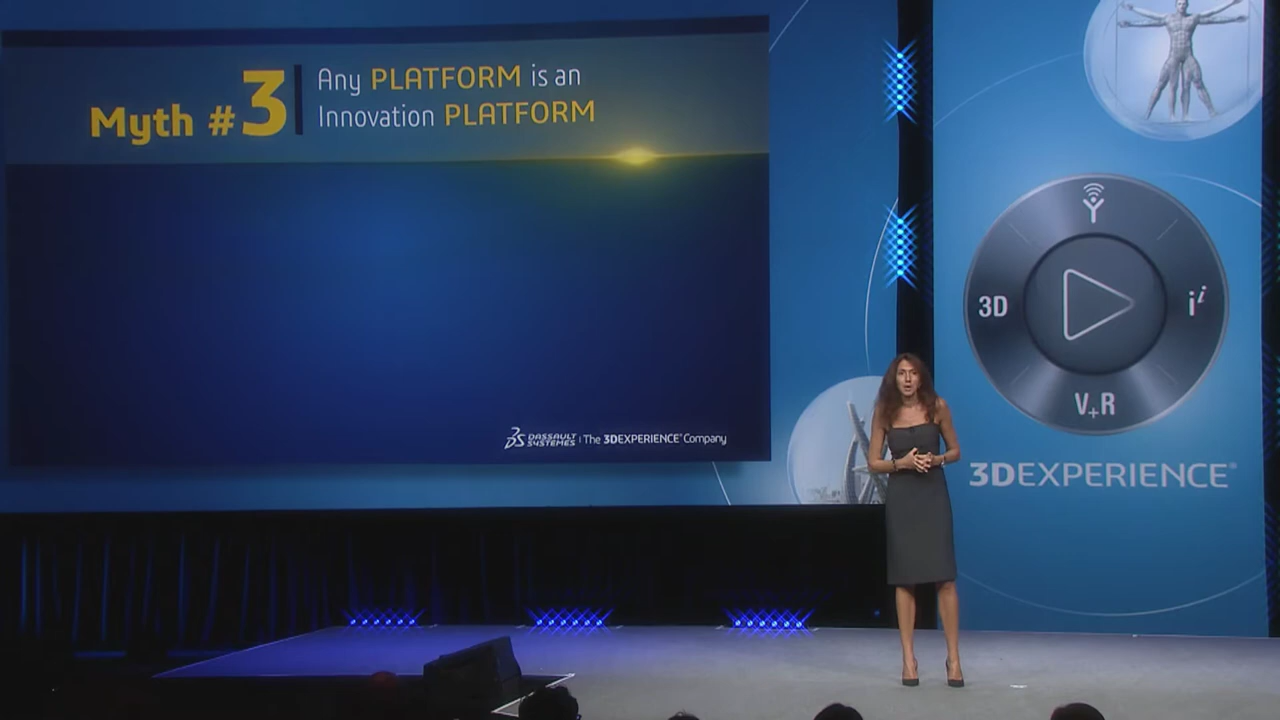 Myth #3
Any PLATFORM is an
Innovation PLATFORM
DASSAULT
SYSTEMES
The 3DEXPERIENCE® Company
3D
i
V+R
3DEXPERIENCE®